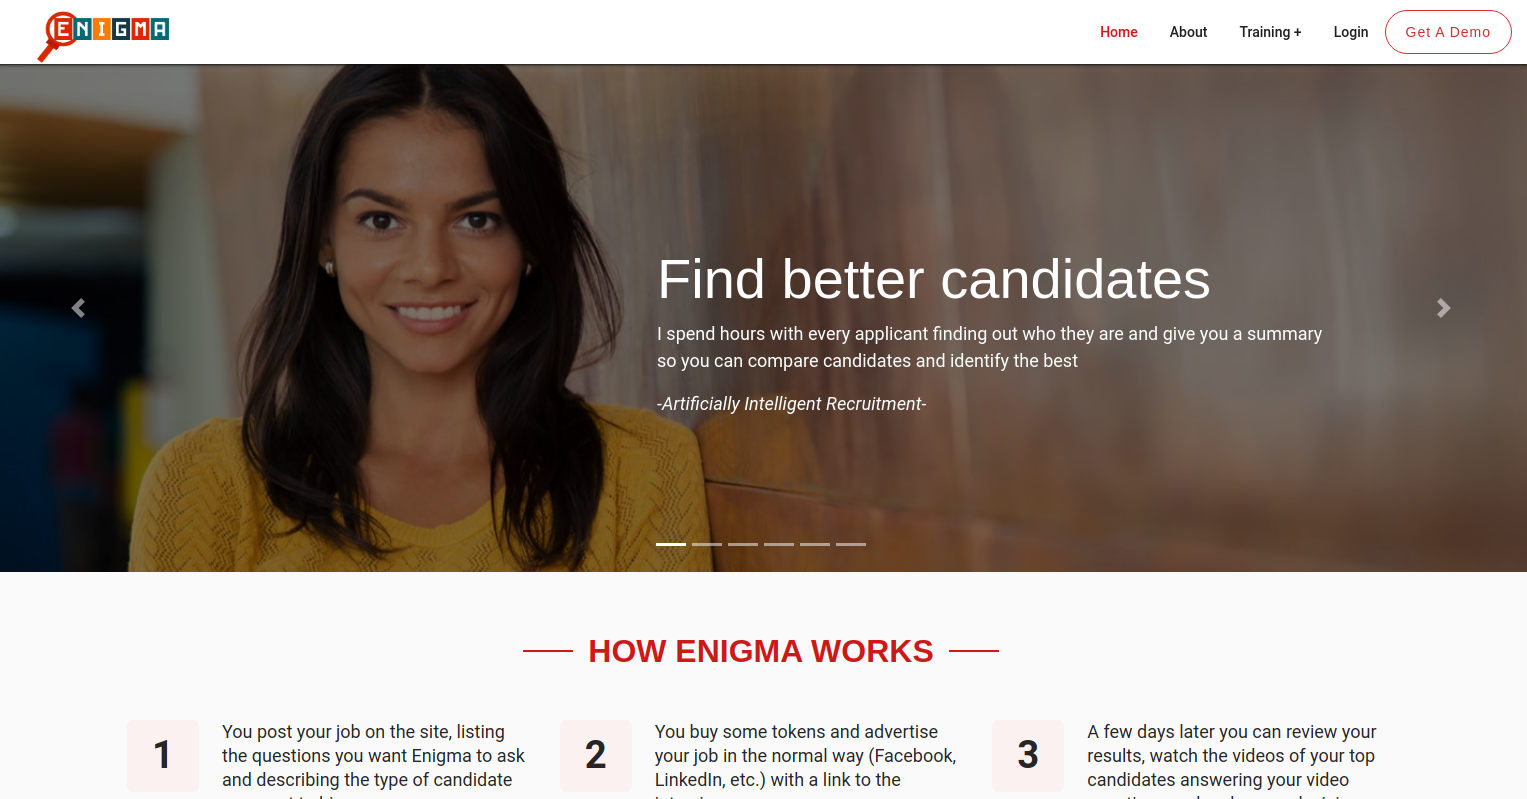 ENIGMA
Home About Training + Login Get A Demo
Find better candidates
I spend hours with every applicant finding out who they are and give you a summary
so you can compare candidates and identify the best
-Artificially Intelligent Recruitment-
HOW ENIGMA WORKS
1
You post your job on the site, listing
the questions you want Enigma to ask
and describing the type of candidate
2
You buy some tokens and advertise
your job in the normal way (Facebook,
LinkedIn, etc.) with a link to the
3
A few days later you can review your
results, watch the videos of your top
candidates answering your video